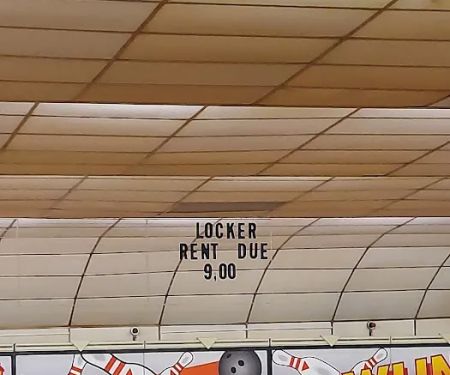 LOCKER
RENT DUE
9,00